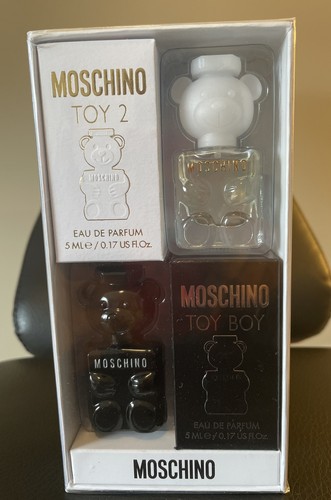 MOSCHINO
TOY 2
MOSCHINO
EAU DE PARFUM
5 ML e / 0.17 US Fl.Oz.
MOSCHINO
MOSCHINO
MOSCHINO
TOY BOY
EAU DE PARFUM
5 ML e / 0.17 US Fl.Oz.
MOSCHINO